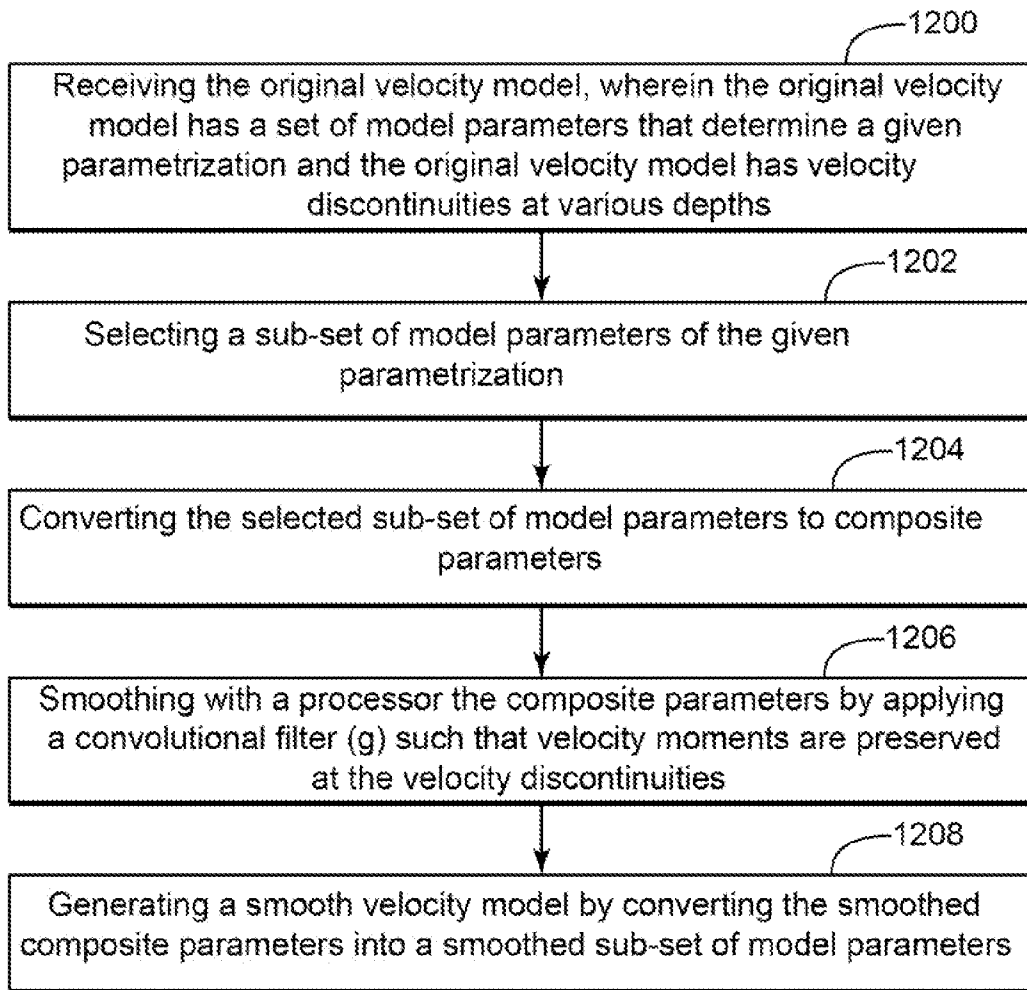 1200
Receiving the original velocity model, wherein the original velocity
model has a set of model parameters that determine a given
parametrization and the original velocity model has velocity
discontinuities at various depths
1202
Selecting a sub-set of model parameters of the given
parametrization
1204
Converting the selected sub-set of model parameters to composite
parameters
1206
Smoothing with a processor the composite parameters by applying
a convolutional filter (g) such that velocity moments are preserved
at the velocity discontinuities
1208
Generating a smooth velocity model by converting the smoothed
composite parameters into a smoothed sub-set of model parameters